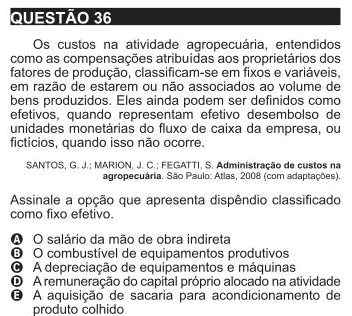 QUESTÃO 36
Os custos na atividade agropecuária, entendidos
como as compensações atribuídas aos proprietários dos
fatores de produção, classificam-se em fixos e variáveis,
em razão de estarem ou não associados ao volume de
bens produzidos. Eles ainda podem ser definidos como
efetivos, quando representam efetivo desembolso de
unidades monetárias do fluxo de caixa da empresa, ou
fictícios, quando isso não ocorre.
SANTOS, G. J.; MARION, J. C.; FEGATTI, S. Administração de custos na
agropecuária. São Paulo: Atlas, 2008 (com adaptações).
Assinale a opção que apresenta dispêndio classificado
como fixo efetivo.
A O salário da mão de obra indireta
B O combustível de equipamentos produtivos
C A depreciação de equipamentos e máquinas
D A remuneração do capital próprio alocado na atividade
E A aquisição de sacaria para acondicionamento de
produto colhido